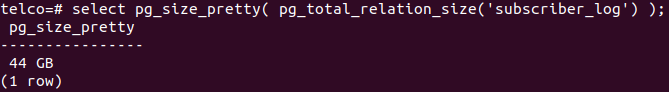 telco=# select pg_size_pretty( pg_total_relation_size('subscriber_log') );
 pg_size_pretty
----------------
 44 GB
(1 row)